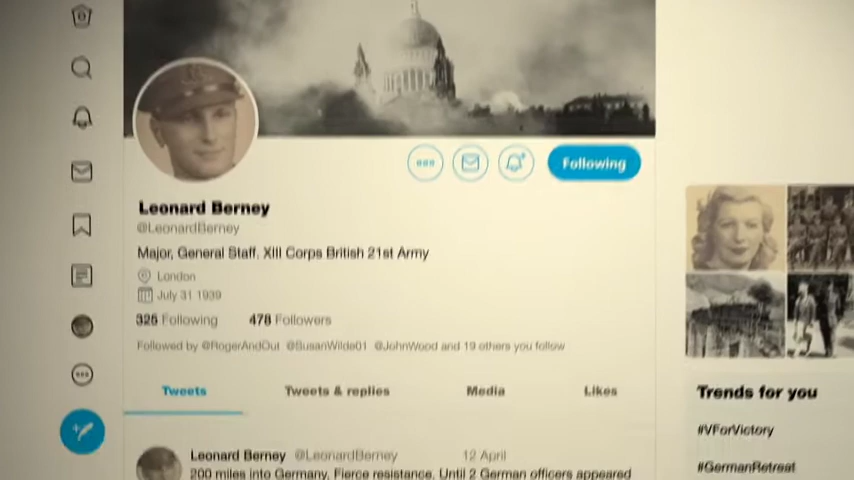 Following
Leonard Berney
@LeonardBerney
Major, General Staff. XIII Corps British 21st Army
London
July 31 1939
326 Following 478 Followers
Followed by @RogerAndOut @SusanWilde01 @JohnWood and 19 others you follow
Tweets Tweets & replies Media Likes
Leonard Berney @LeonardBerney 12 April
200 miles into Germany. Fierce resistance. Until 2 German officers appeared
Trends for you
#VForVictory
#GermanRetreat